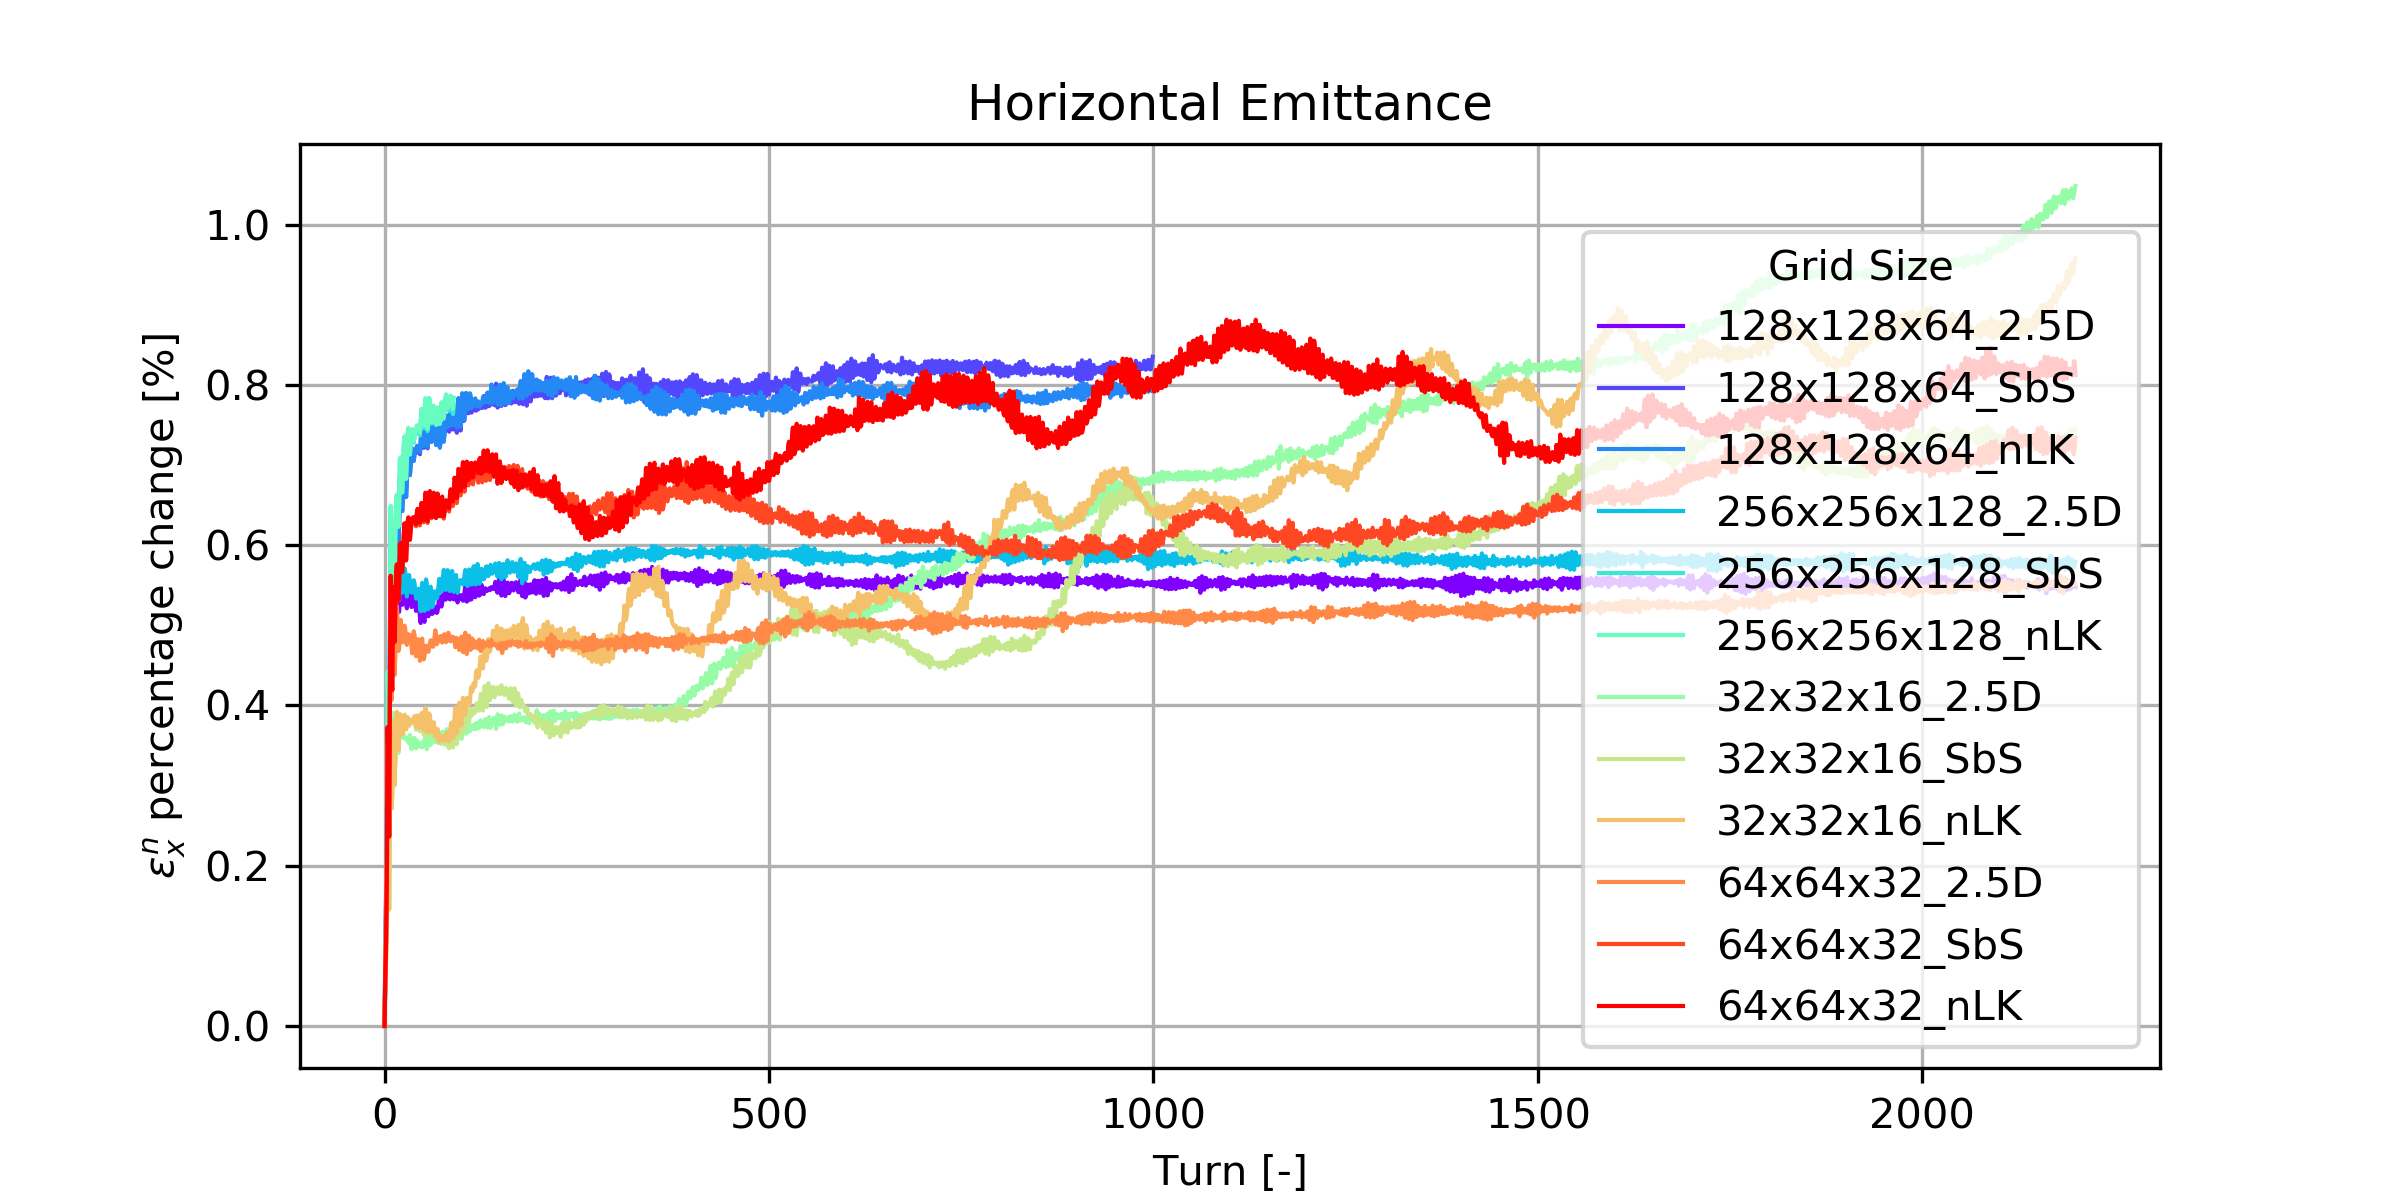 Horizontal Emittance
ε_x^n percentage change [%]
1.0
0.8
0.6
0.4
0.2
0.0
0 500 1000 1500 2000
Turn [-]
Grid Size
128x128x64_2.5D
128x128x64_SbS
128x128x64_nLK
256x256x128_2.5D
256x256x128_SbS
256x256x128_nLK
32x32x16_2.5D
32x32x16_SbS
32x32x16_nLK
64x64x32_2.5D
64x64x32_SbS
64x64x32_nLK